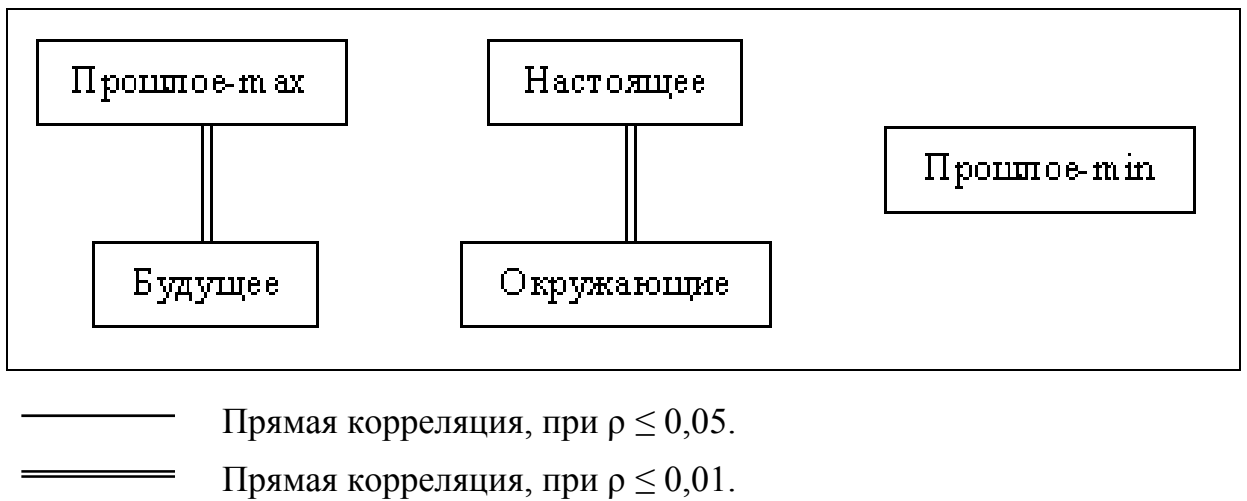 Прошлое-max
Настоящее
Прошлое-min
Будущее
Окружающие
Прямая корреляция, при ρ ≤ 0,05.
Прямая корреляция, при ρ ≤ 0,01.